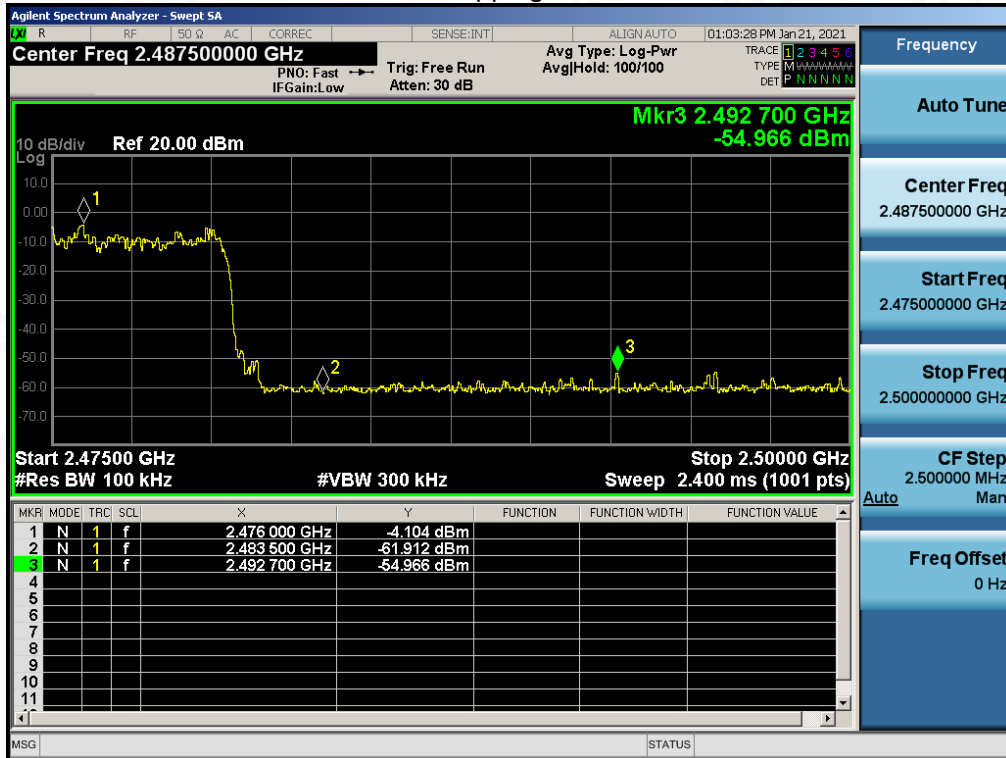 Agilent Spectrum Analyzer - Swept SA
LXI R RF 50 Ω AC CORREC SENSE:INT ALIGN AUTO 01:03:28 PM Jan 21, 2021
Center Freq 2.487500000 GHz
PNO: Fast
IFGain:Low
Trig: Free Run
Atten: 30 dB
Avg Type: Log-Pwr
Avg|Hold: 100/100
TRACE 1 2 3 4 5 6
TYPE M WWWWW
DET P N N N N N
Mkr3 2.492 700 GHz
-54.966 dBm
10 dB/div Ref 20.00 dBm
Log
10.0
0.00
-10.0
-20.0
-30.0
-40.0
-50.0
-60.0
-70.0
1
2
3
Start 2.47500 GHz Stop 2.50000 GHz
#Res BW 100 kHz #VBW 300 kHz Sweep 2.400 ms (1001 pts)
MKR MODE TRC SCL X Y FUNCTION FUNCTION WIDTH FUNCTION VALUE
1 N 1 f 2.476 000 GHz -4.104 dBm
2 N 1 f 2.483 500 GHz -61.912 dBm
3 N 1 f 2.492 700 GHz -54.966 dBm
4
5
6
7
8
9
10
11
MSG STATUS
Frequency
Auto Tune
Center Freq
2.487500000 GHz
Start Freq
2.475000000 GHz
Stop Freq
2.500000000 GHz
CF Step
2.500000 MHz
Auto Man
Freq Offset
0 Hz